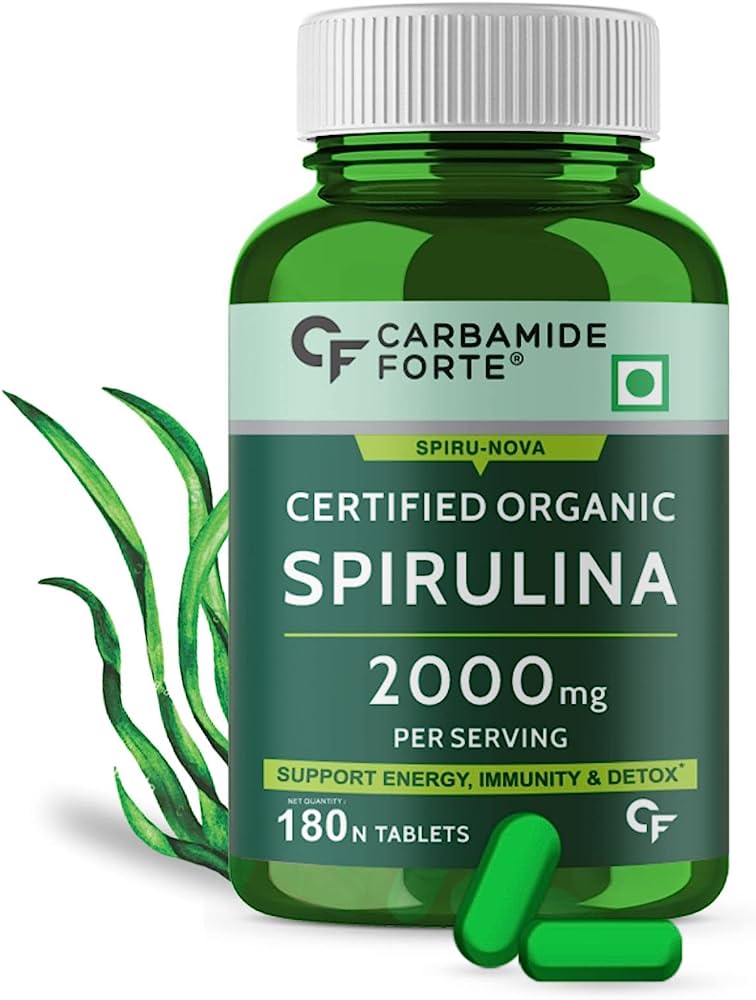 CF CARBAMIDE
FORTE®
SPIRU-NOVA
CERTIFIED ORGANIC
SPIRULINA
2000mg
PER SERVING
SUPPORT ENERGY, IMMUNITY & DETOX*
NET QUANTITY:
180 N TABLETS
CF